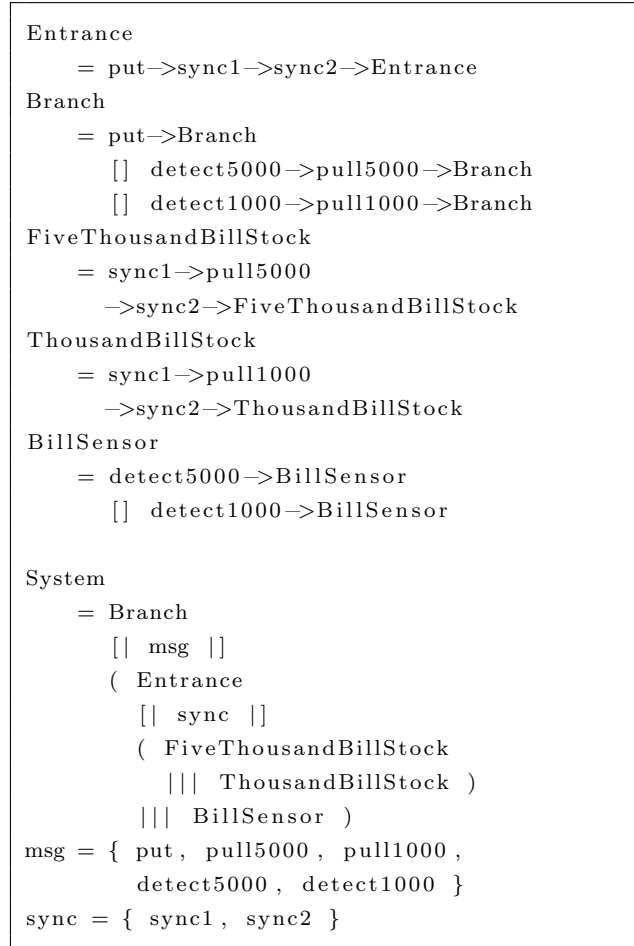 Entrance
= put->sync1->sync2->Entrance
Branch
= put->Branch
[] detect5000->pull5000->Branch
[] detect1000->pull1000->Branch
FiveThousandBillStock
= sync1->pull5000
->sync2->FiveThousandBillStock
ThousandBillStock
= sync1->pull1000
->sync2->ThousandBillStock
BillSensor
= detect5000->BillSensor
[] detect1000->BillSensor
System
= Branch
[| msg |]
( Entrance
[| sync |]
( FiveThousandBillStock
||| ThousandBillStock )
||| BillSensor )
msg = { put, pull5000, pull1000,
detect5000, detect1000 }
sync = { sync1, sync2 }